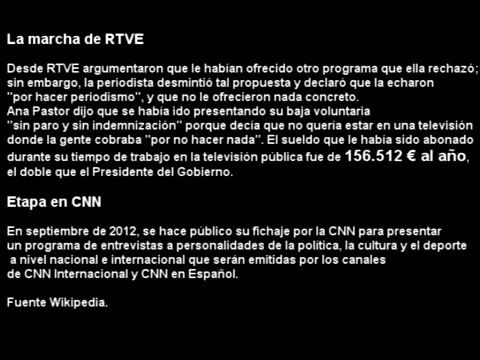 La marcha de RTVE
Desde RTVE argumentaron que le habían ofrecido otro programa que ella rechazó;
sin embargo, la periodista desmintió tal propuesta y declaró que la echaron
"por hacer periodismo", y que no le ofrecieron nada concreto.
Ana Pastor dijo que se había ido presentando su baja voluntaria
"sin paro y sin indemnización" porque decía que no quería estar en una televisión
donde la gente cobraba "por no hacer nada". El sueldo que le había sido abonado
durante su tiempo de trabajo en la televisión pública fue de 156.512 € al año,
el doble que el Presidente del Gobierno.
Etapa en CNN
En septiembre de 2012, se hace público su fichaje por la CNN para presentar
un programa de entrevistas a personalidades de la política, la cultura y el deporte
a nivel nacional e internacional que serán emitidas por los canales
de CNN Internacional y CNN en Español.
Fuente Wikipedia.